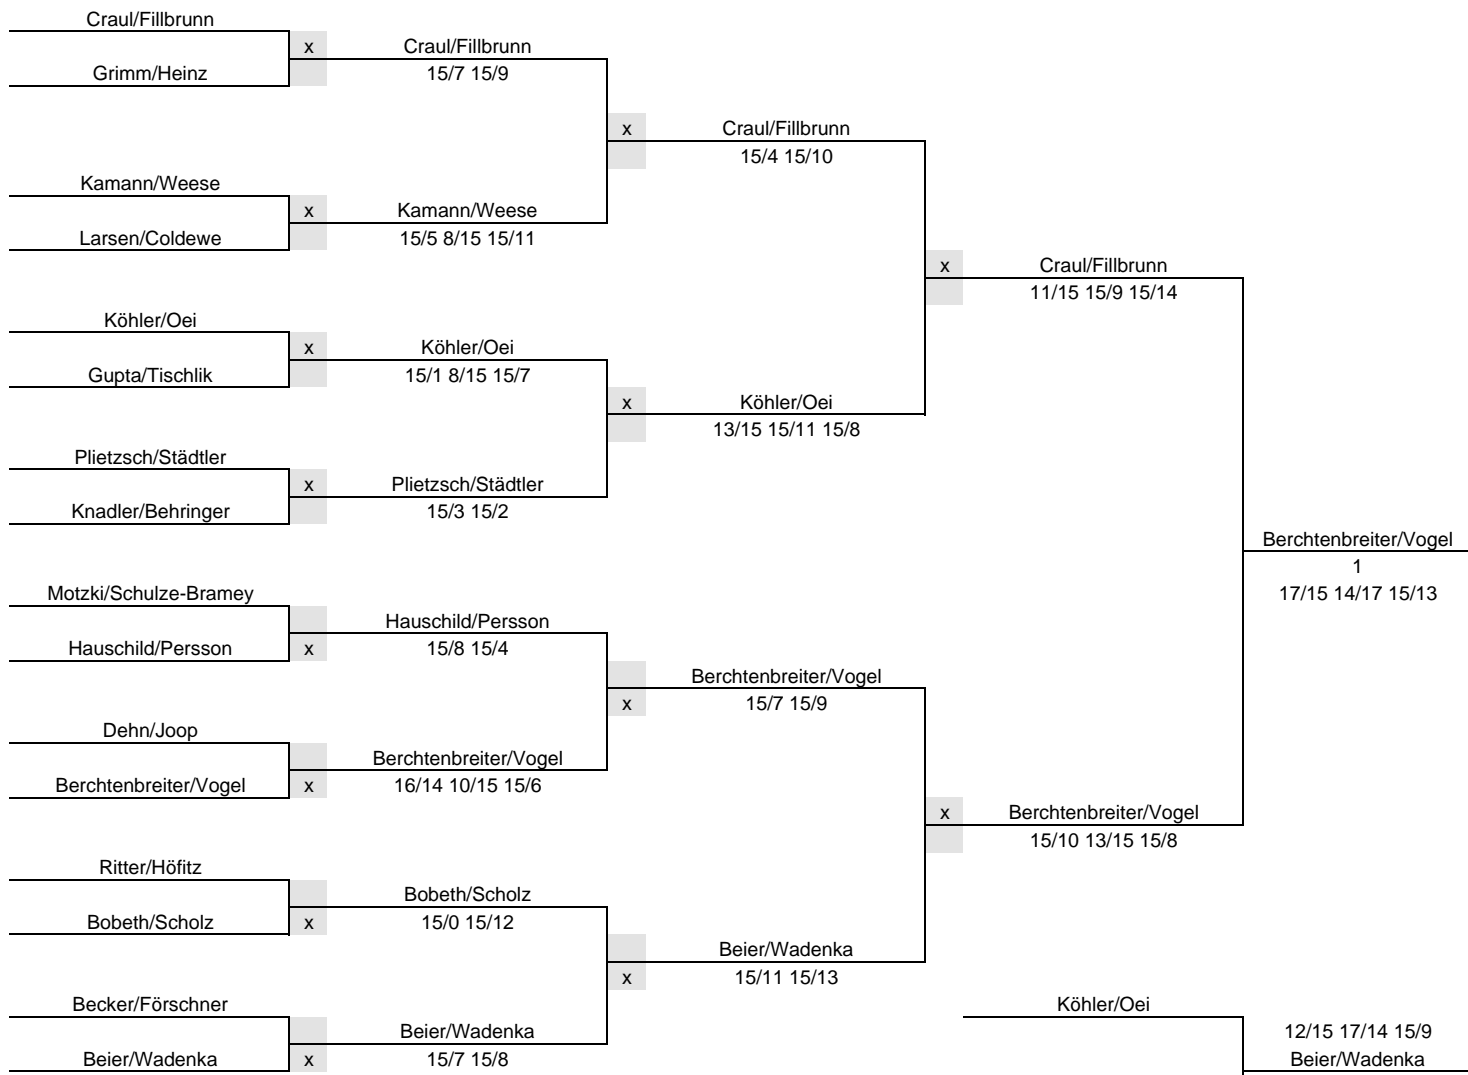 Craul/Fillbrunn
x Craul/Fillbrunn
Grimm/Heinz 15/7 15/9
x Craul/Fillbrunn
15/4 15/10
Kamann/Weese
x Kamann/Weese
Larsen/Coldewe 15/5 8/15 15/11
x Craul/Fillbrunn
11/15 15/9 15/14
Köhler/Oei
x Köhler/Oei
Gupta/Tischlik 15/1 8/15 15/7
x Köhler/Oei
13/15 15/11 15/8
Plietzsch/Städtler
x Plietzsch/Städtler
Knadler/Behringer 15/3 15/2
Berchtenbreiter/Vogel
1
Motzki/Schulze-Bramey 17/15 14/17 15/13
Hauschild/Persson
Hauschild/Persson x 15/8 15/4
Berchtenbreiter/Vogel
x 15/7 15/9
Dehn/Joop
Berchtenbreiter/Vogel
Berchtenbreiter/Vogel x 16/14 10/15 15/6
x Berchtenbreiter/Vogel
15/10 13/15 15/8
Ritter/Höfitz
Bobeth/Scholz
Bobeth/Scholz x 15/0 15/12
Beier/Wadenka
x 15/11 15/13
Becker/Förschner Köhler/Oei
Beier/Wadenka 12/15 17/14 15/9
Beier/Wadenka x 15/7 15/8 Beier/Wadenka